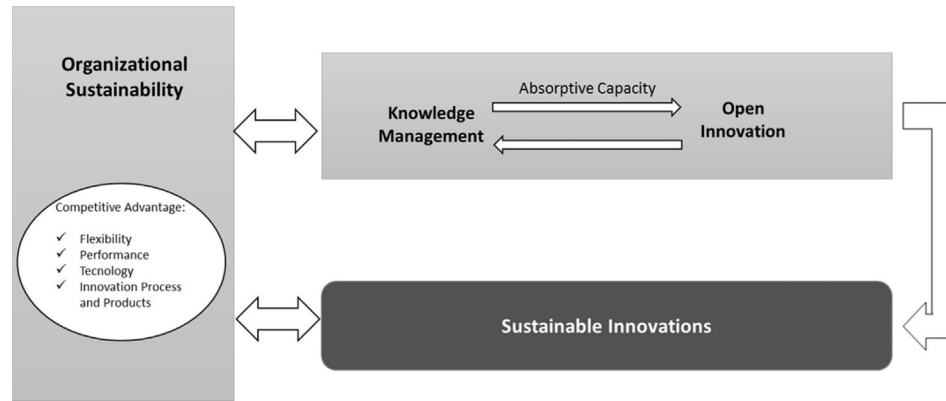 Organizational
Sustainability
Competitive Advantage:
✓ Flexibility
✓ Performance
✓ Tecnology
✓ Innovation Process
and Products
Absorptive Capacity
Knowledge
Management
Open
Innovation
Sustainable Innovations